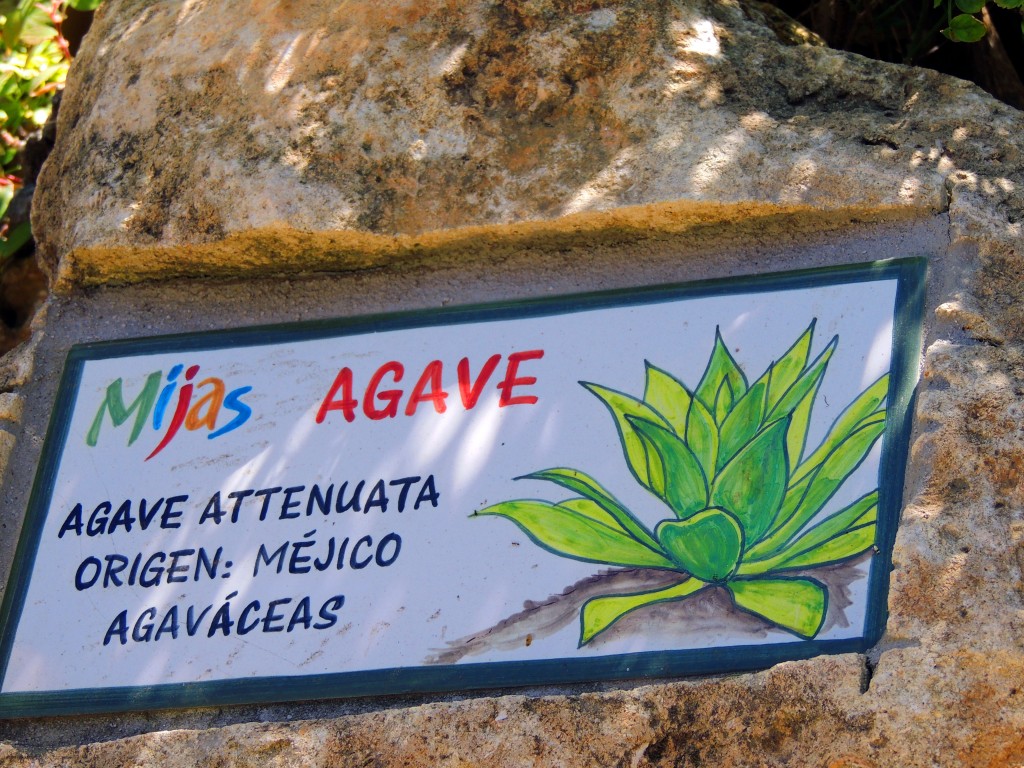 Mijas AGAVE
AGAVE ATTENUATA
ORIGEN: MÉJICO
AGAVÁCEAS